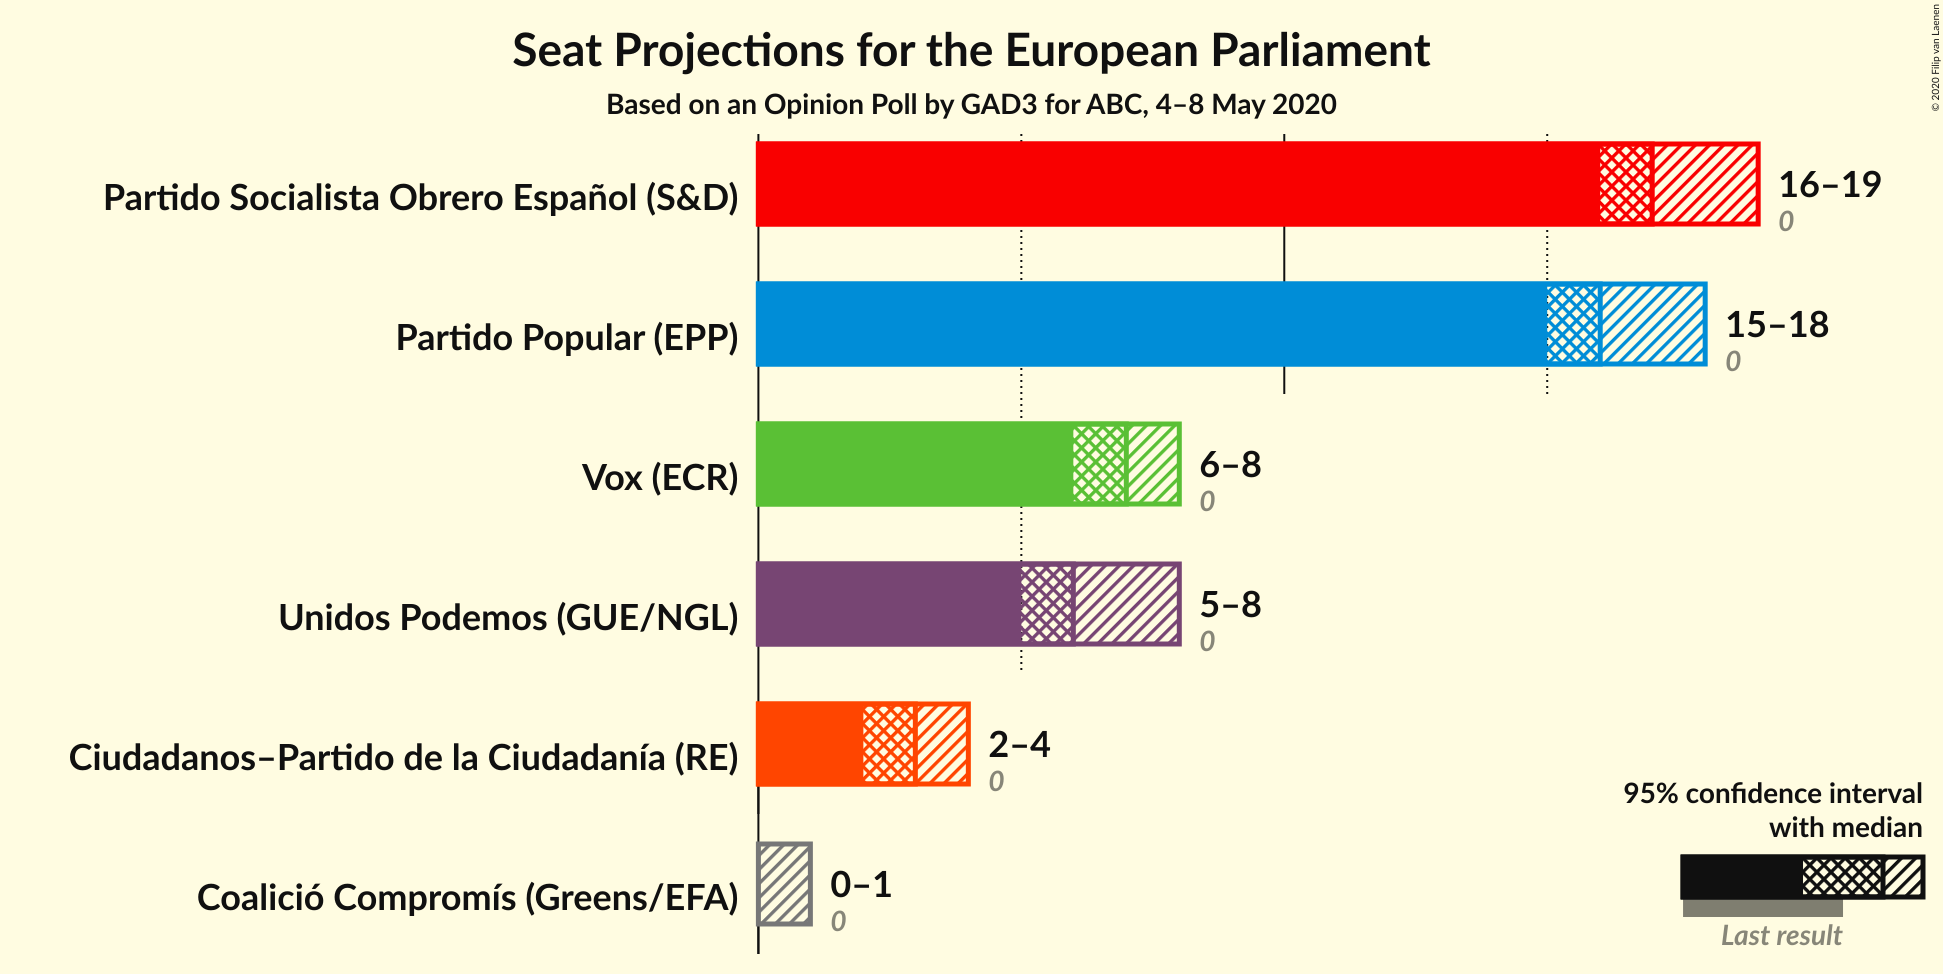 Seat Projections for the European Parliament
Based on an Opinion Poll by GAD3 for ABC, 4–8 May 2020
© 2020 Filip van Laenen
Partido Socialista Obrero Español (S&D)
16–19
0
Partido Popular (EPP)
15–18
0
Vox (ECR)
6–8
0
Unidos Podemos (GUE/NGL)
5–8
0
Ciudadanos–Partido de la Ciudadanía (RE)
2–4
0
Coalició Compromís (Greens/EFA)
0–1
0
95% confidence interval
with median
Last result